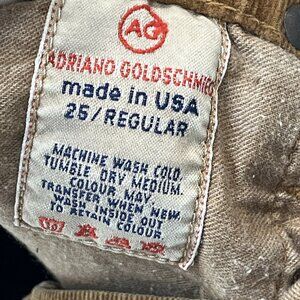 AG
ADRIANO GOLDSCHMIED
made in USA
25/REGULAR
MACHINE WASH COLD
TUMBLE DRY MEDIUM.
COLOUR MAY
TRANSFER WHEN NEW.
WASH INSIDE OUT
TO RETAIN COLOUR